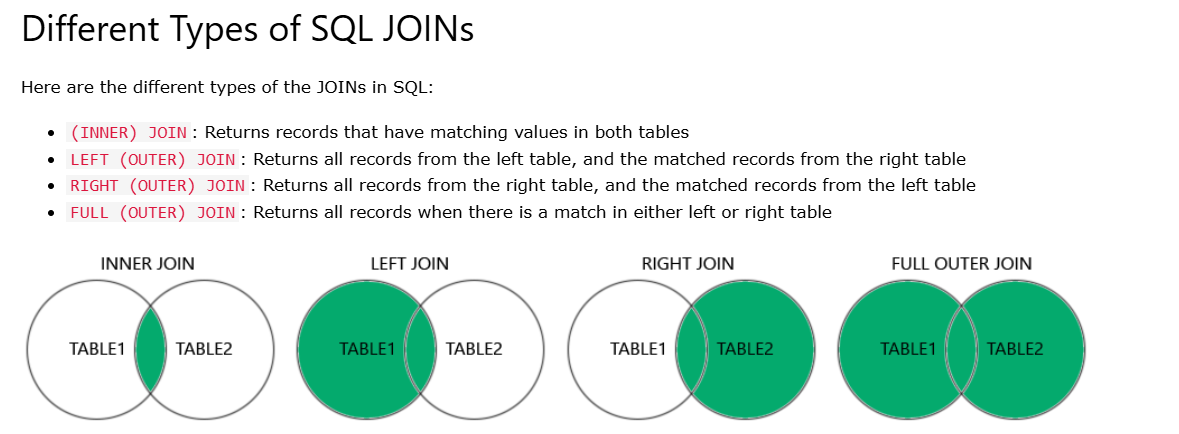 Different Types of SQL JOINs
Here are the different types of the JOINs in SQL:
(INNER) JOIN: Returns records that have matching values in both tables
LEFT (OUTER) JOIN: Returns all records from the left table, and the matched records from the right table
RIGHT (OUTER) JOIN: Returns all records from the right table, and the matched records from the left table
FULL (OUTER) JOIN: Returns all records when there is a match in either left or right table
INNER JOIN
TABLE1 TABLE2
LEFT JOIN
TABLE1 TABLE2
RIGHT JOIN
TABLE1 TABLE2
FULL OUTER JOIN
TABLE1 TABLE2